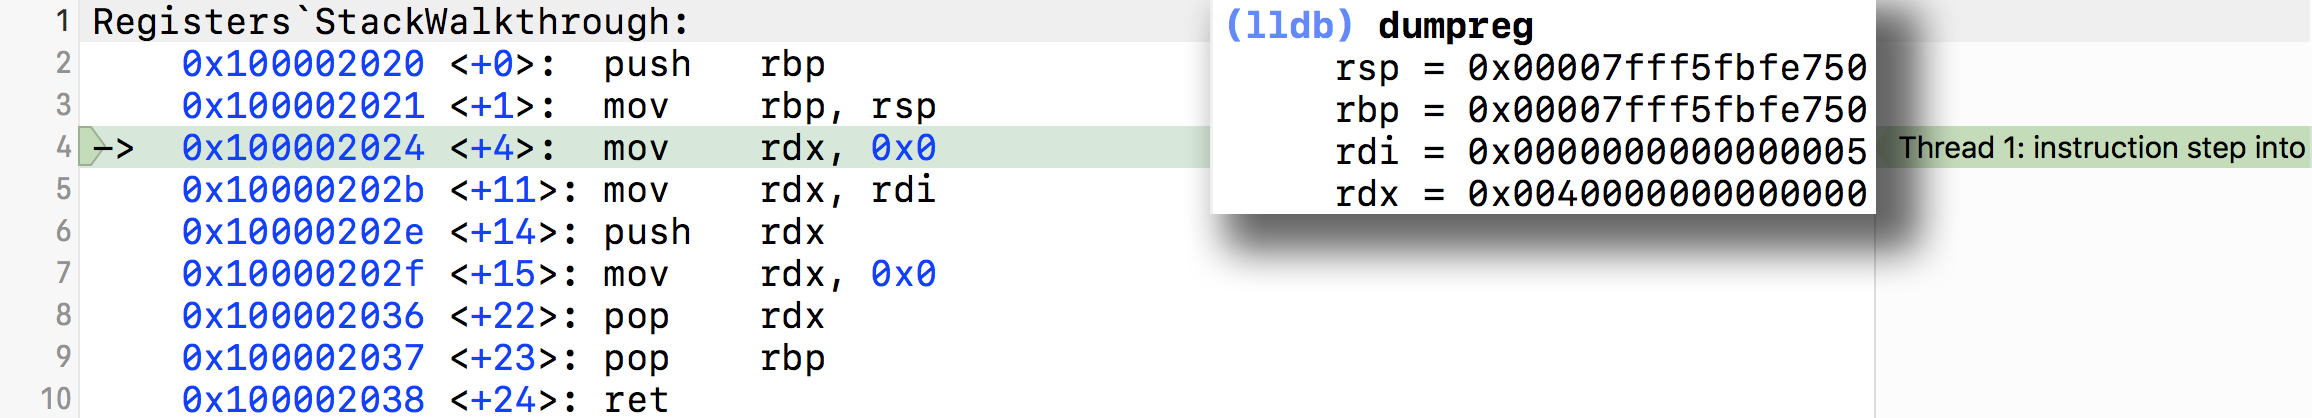 1 Registers`StackWalkthrough:
2 0x100002020 <+0>: push rbp
3 0x100002021 <+1>: mov rbp, rsp
4 -> 0x100002024 <+4>: mov rdx, 0x0
5 0x10000202b <+11>: mov rdx, rdi
6 0x10000202e <+14>: push rdx
7 0x10000202f <+15>: mov rdx, 0x0
8 0x100002036 <+22>: pop rdx
9 0x100002037 <+23>: pop rbp
10 0x100002038 <+24>: ret
(lldb) dumpreg
rsp = 0x00007fff5fbfe750
rbp = 0x00007fff5fbfe750
rdi = 0x0000000000000005
rdx = 0x0040000000000000
Thread 1: instruction step into